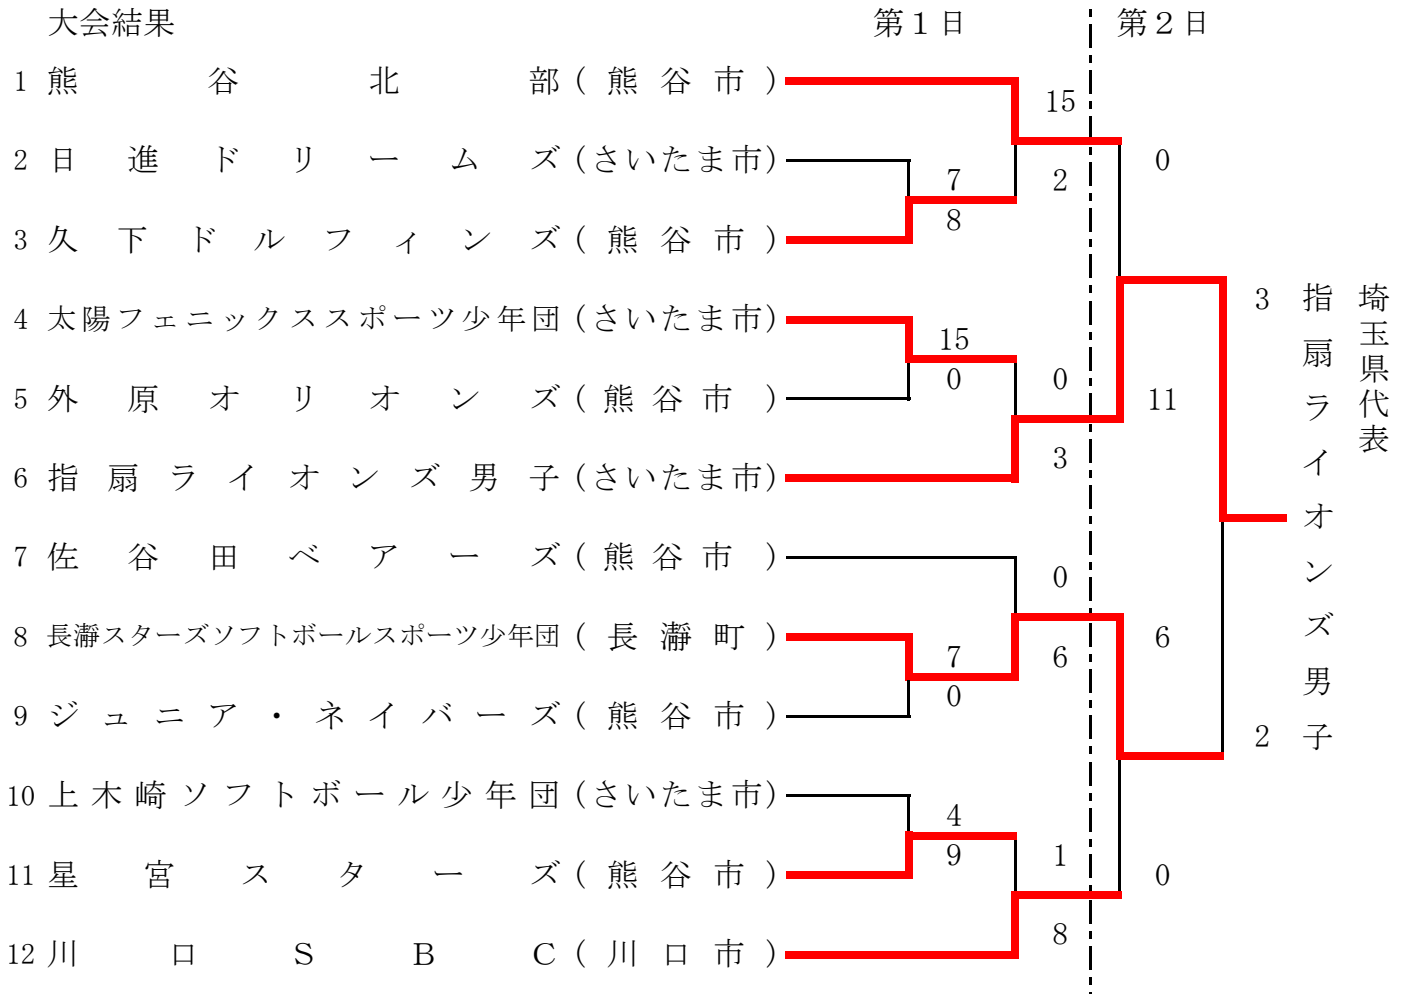 大会結果
第１日
第２日
1 熊谷北部(熊谷市)
2 日進ドリームズ(さいたま市)
3 久下ドルフィンズ(熊谷市)
4 太陽フェニックススポーツ少年団(さいたま市)
5 外原オリオンズ(熊谷市)
6 指扇ライオンズ男子(さいたま市)
7 佐谷田ベアーズ(熊谷市)
8 長瀞スターズソフトボールスポーツ少年団(長瀞町)
9 ジュニア・ネイバーズ(熊谷市)
10 上木崎ソフトボール少年団(さいたま市)
11 星宮スターズ(熊谷市)
12 川口ＳＢＣ(川口市)
7
8
15
0
7
0
4
9
15
2
0
3
0
6
1
8
0
11
6
0
3
2
埼玉県代表
指扇ライオンズ男子